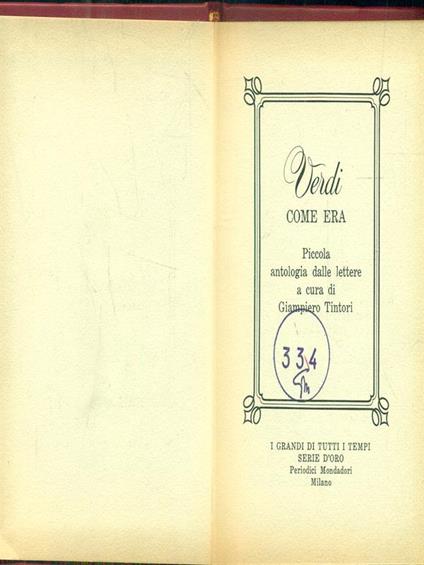 Verdi
COME ERA
Piccola
antologia dalle lettere
a cura di
Giampiero Tintori
334
I GRANDI DI TUTTI I TEMPI
SERIE D'ORO
Periodici Mondadori
Milano